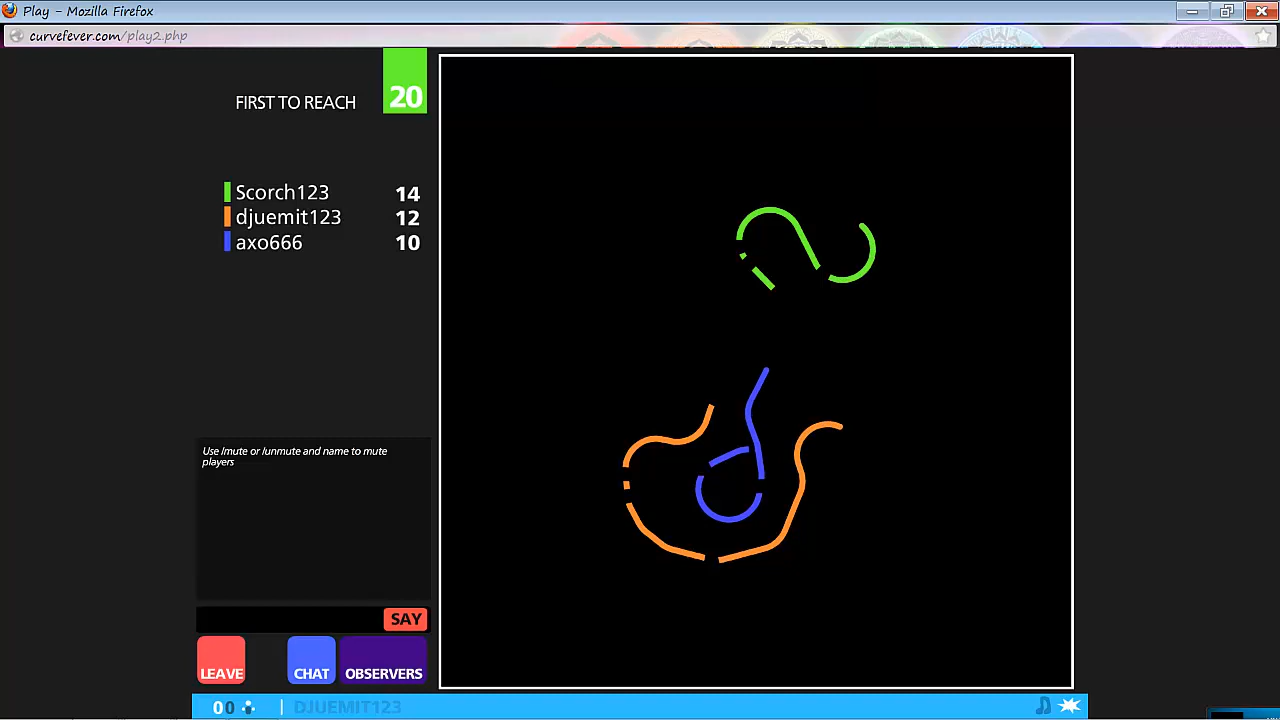 Play - Mozilla Firefox
curvefever.com/play2.php
FIRST TO REACH 20
Scorch123 14
djuemit123 12
axo666 10
Use /mute or /unmute and name to mute
players
SAY
LEAVE CHAT OBSERVERS
00 | DJUEMIT123